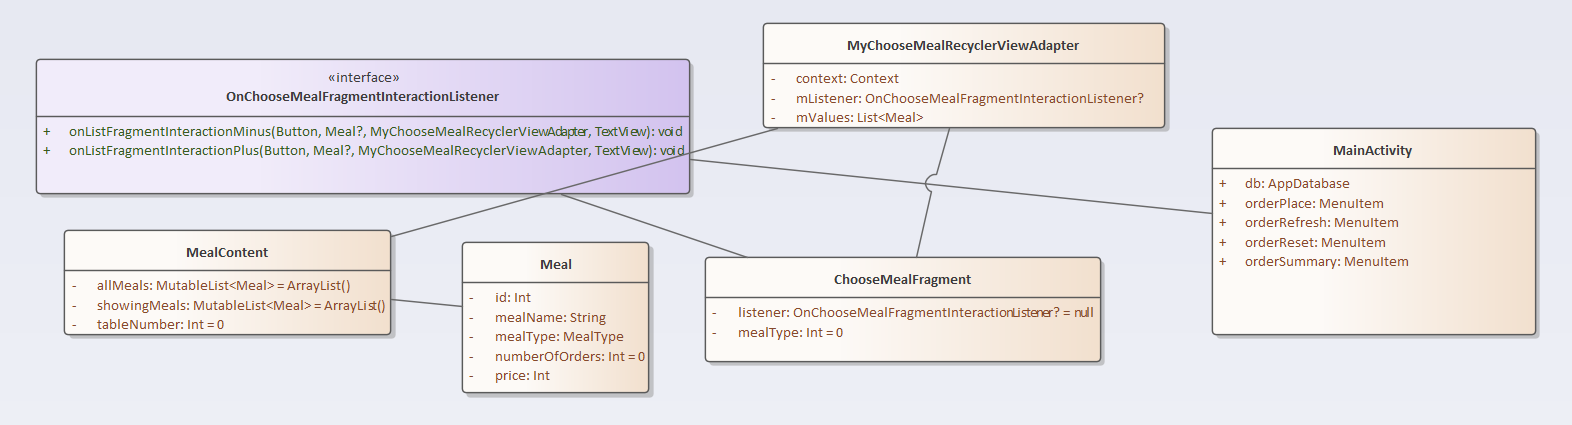 «interface»
OnChooseMealFragmentInteractionListener
+ onListFragmentInteractionMinus(Button, Meal?, MyChooseMealRecyclerViewAdapter, TextView): void
+ onListFragmentInteractionPlus(Button, Meal?, MyChooseMealRecyclerViewAdapter, TextView): void
MyChooseMealRecyclerViewAdapter
- context: Context
- mListener: OnChooseMealFragmentInteractionListener?
- mValues: List<Meal>
MainActivity
+ db: AppDatabase
+ orderPlace: MenuItem
+ orderRefresh: MenuItem
+ orderReset: MenuItem
+ orderSummary: MenuItem
MealContent
- allMeals: MutableList<Meal> = ArrayList()
- showingMeals: MutableList<Meal> = ArrayList()
- tableNumber: Int = 0
Meal
- id: Int
- mealName: String
- mealType: MealType
- numberOfOrders: Int = 0
- price: Int
ChooseMealFragment
- listener: OnChooseMealFragmentInteractionListener? = null
- mealType: Int = 0